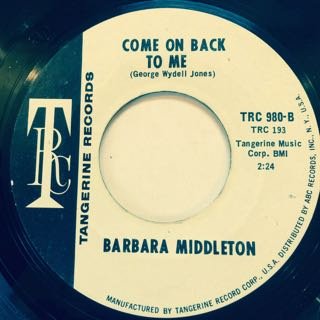 COME ON BACK
TO ME
(George Wydell Jones)
TRC 980-B
TRC 193
Tangerine Music
Corp. BMI
2:24
TRC
TANGERINE RECORDS
BARBARA MIDDLETON
MANUFACTURED BY TANGERINE RECORD CORP., U.S.A. DISTRIBUTED BY ABC RECORDS, INC., N.Y., U.S.A.